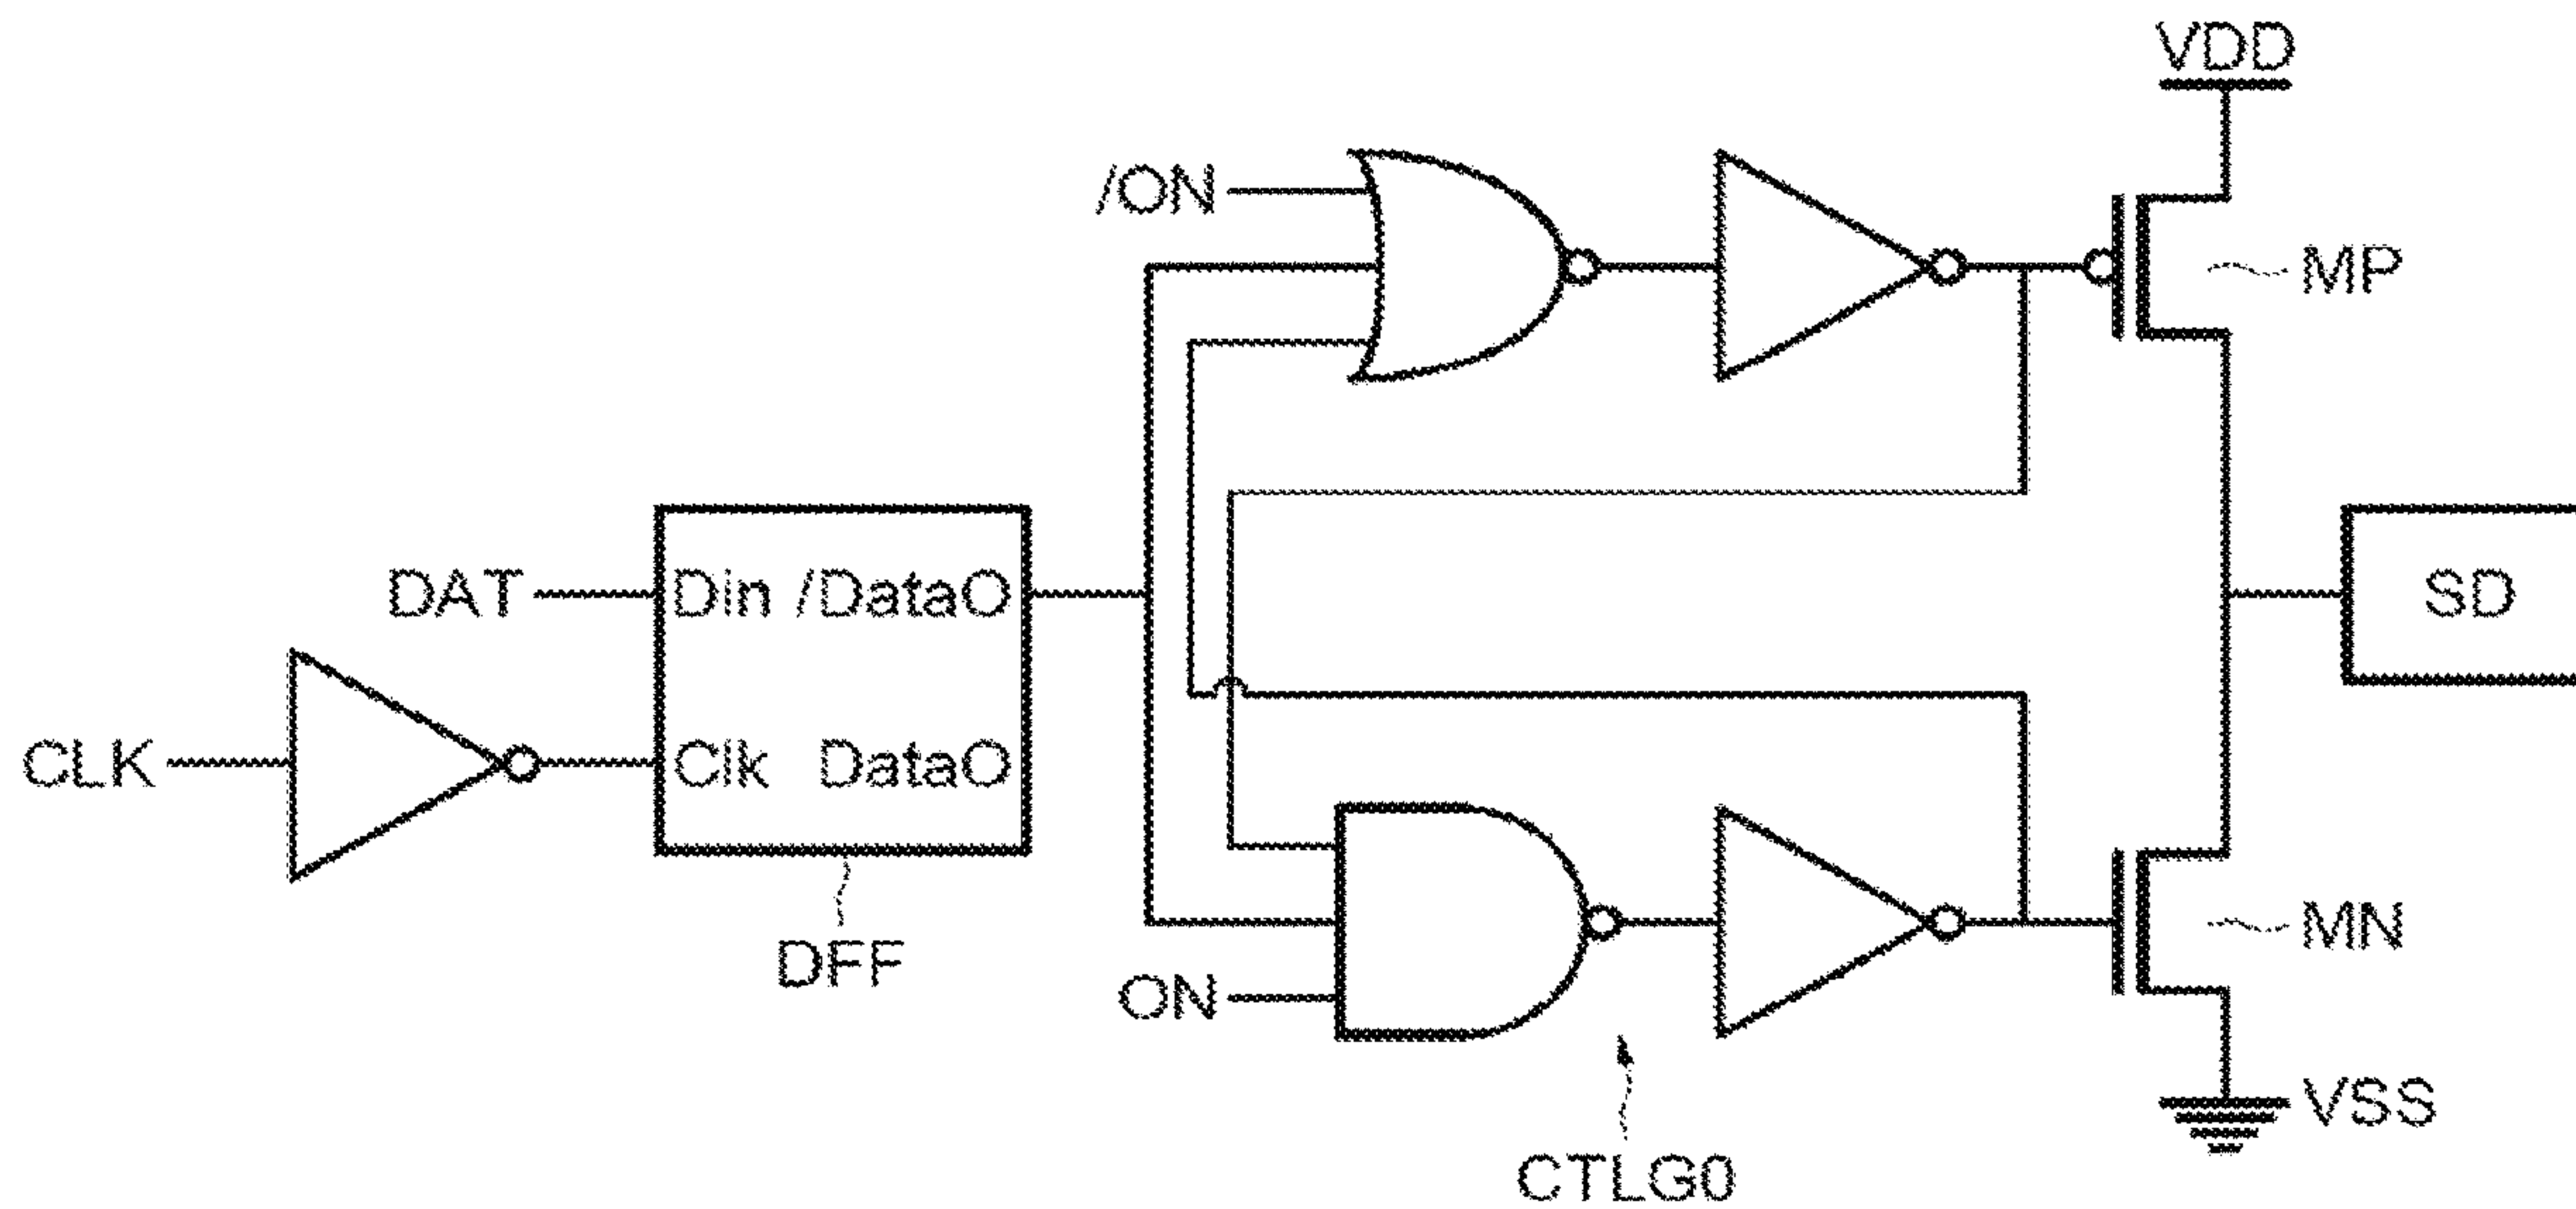 VDD
/ON
MP
DAT
Din /DataO
SD
CLK
Clk DataO
DFF
ON
MN
VSS
CTLG0